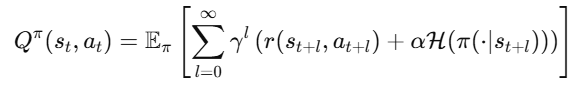 $Q^{\pi}(s_t, a_t) = \mathbb{E}_{\pi} \left[ \sum_{l=0}^{\infty} \gamma^l \left( r(s_{t+l}, a_{t+l}) + \alpha \mathcal{H}(\pi(\cdot|s_{t+l})) \right) \right]$